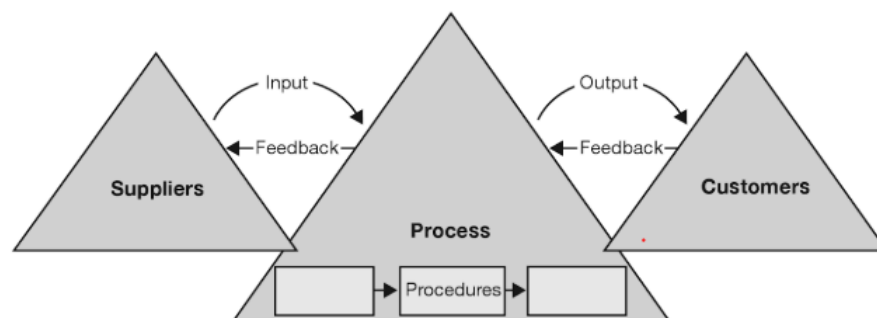 Input
Output
Feedback
Feedback
Suppliers
Customers
Process
Procedures